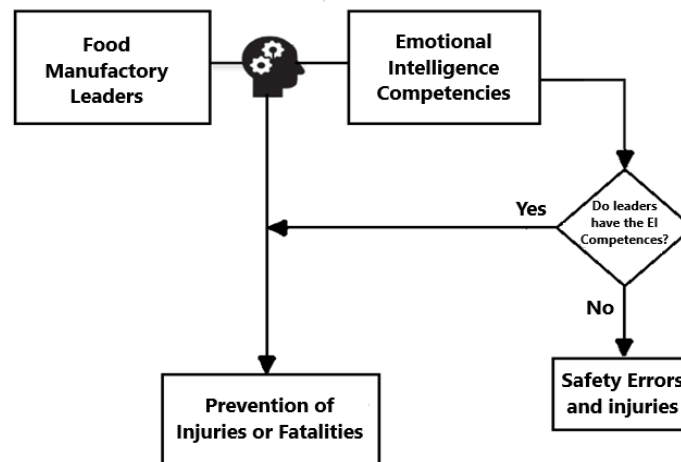 Food
Manufactory
Leaders
Emotional
Intelligence
Competencies
Do leaders
have the EI
Competences?
Yes
No
Prevention of
Injuries or Fatalities
Safety Errors
and injuries